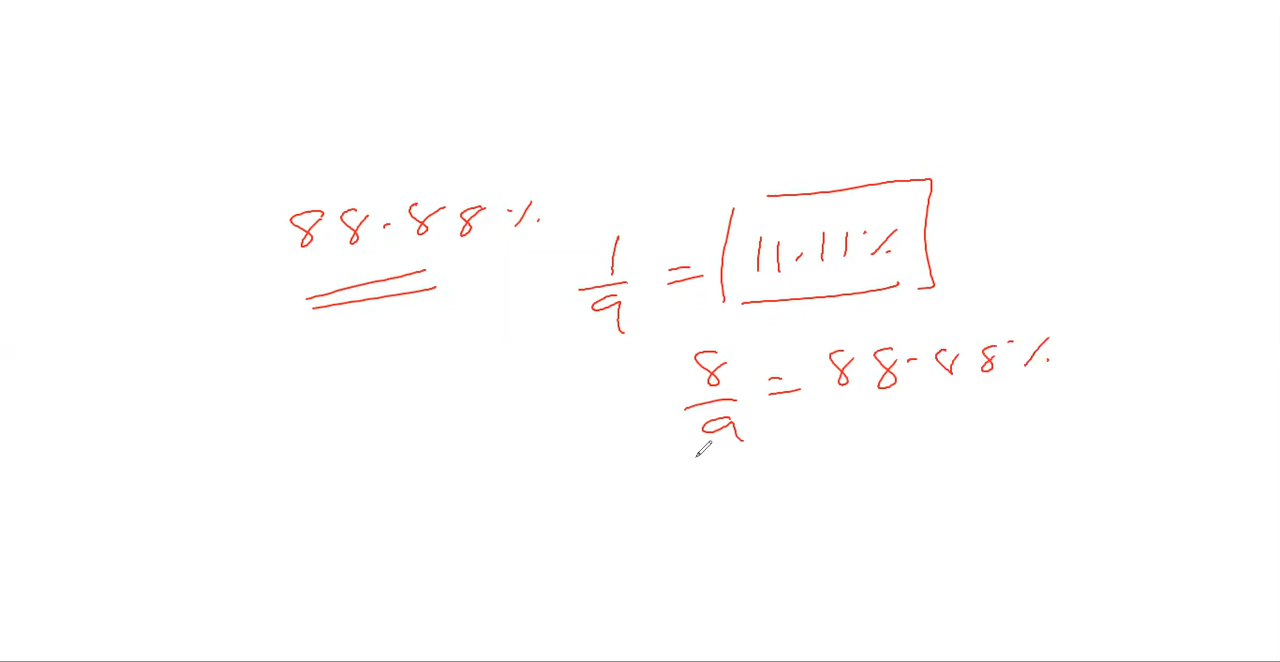 88.88%
1/9 = 11.11%
8/9 = 88.88%